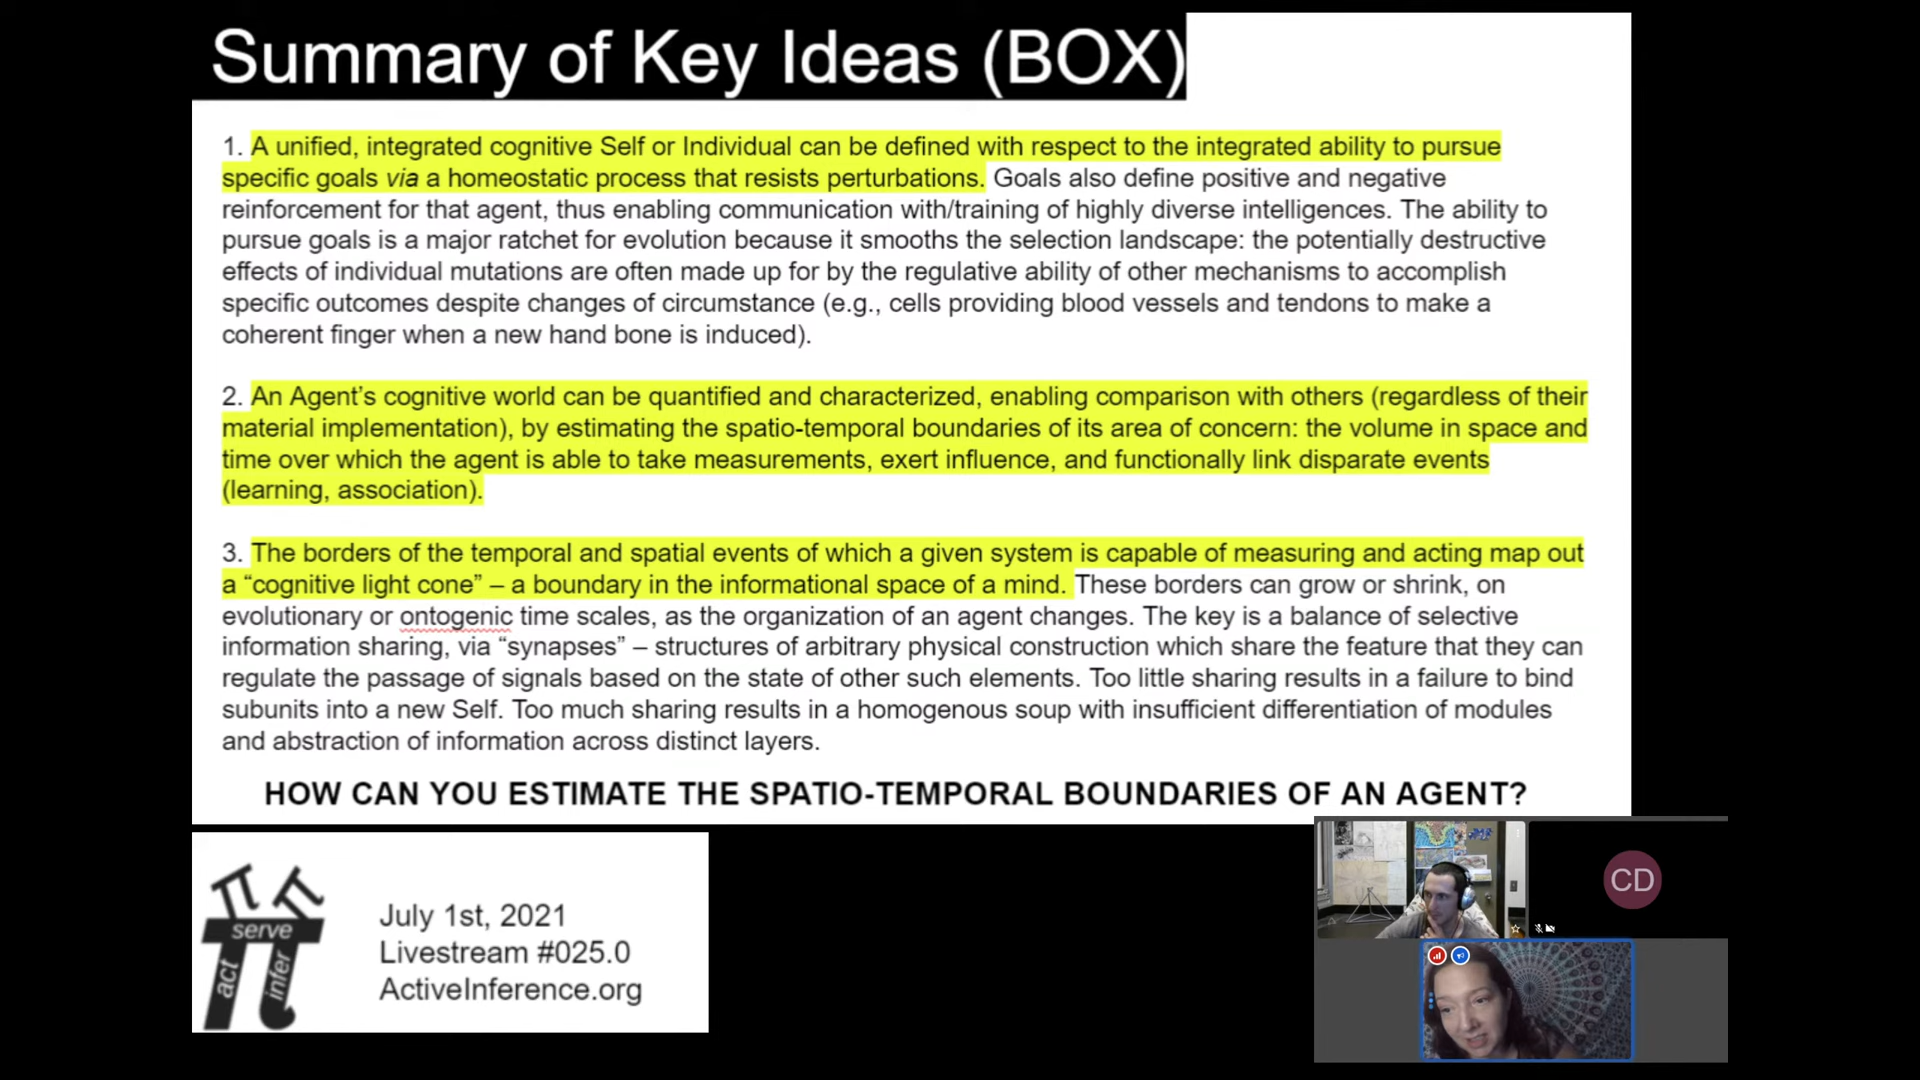 Summary of Key Ideas (BOX)
1. A unified, integrated cognitive Self or Individual can be defined with respect to the integrated ability to pursue
specific goals via a homeostatic process that resists perturbations. Goals also define positive and negative
reinforcement for that agent, thus enabling communication with/training of highly diverse intelligences. The ability to
pursue goals is a major ratchet for evolution because it smooths the selection landscape: the potentially destructive
effects of individual mutations are often made up for by the regulative ability of other mechanisms to accomplish
specific outcomes despite changes of circumstance (e.g., cells providing blood vessels and tendons to make a
coherent finger when a new hand bone is induced).
2. An Agent’s cognitive world can be quantified and characterized, enabling comparison with others (regardless of their
material implementation), by estimating the spatio-temporal boundaries of its area of concern: the volume in space and
time over which the agent is able to take measurements, exert influence, and functionally link disparate events
(learning, association).
3. The borders of the temporal and spatial events of which a given system is capable of measuring and acting map out
a “cognitive light cone” – a boundary in the informational space of a mind. These borders can grow or shrink, on
evolutionary or ontogenic time scales, as the organization of an agent changes. The key is a balance of selective
information sharing, via “synapses” – structures of arbitrary physical construction which share the feature that they can
regulate the passage of signals based on the state of other such elements. Too little sharing results in a failure to bind
subunits into a new Self. Too much sharing results in a homogenous soup with insufficient differentiation of modules
and abstraction of information across distinct layers.
HOW CAN YOU ESTIMATE THE SPATIO-TEMPORAL BOUNDARIES OF AN AGENT?
serve
act
infer
July 1st, 2021
Livestream #025.0
ActiveInference.org
CD